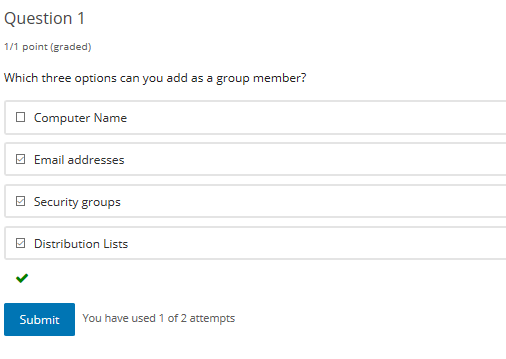 Question 1
1/1 point (graded)
Which three options can you add as a group member?
Computer Name
Email addresses
Security groups
Distribution Lists
Submit You have used 1 of 2 attempts